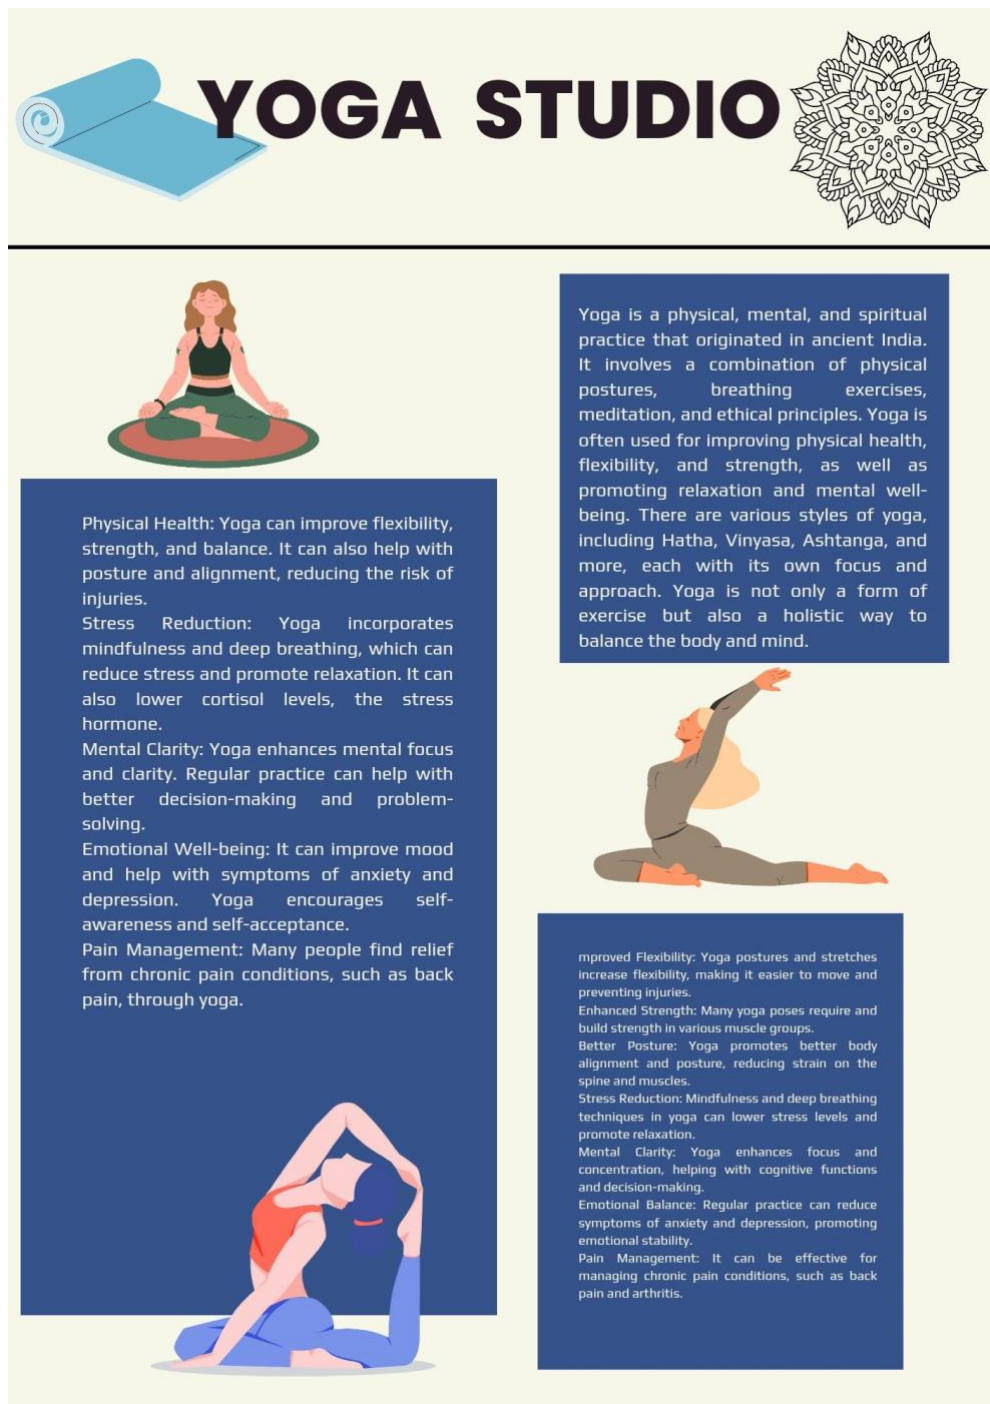 YOGA STUDIO
Yoga is a physical, mental, and spiritual
practice that originated in ancient India.
It involves a combination of physical
postures, breathing exercises,
meditation, and ethical principles. Yoga is
often used for improving physical health,
flexibility, and strength, as well as
promoting relaxation and mental well-
being. There are various styles of yoga,
including Hatha, Vinyasa, Ashtanga, and
more, each with its own focus and
approach. Yoga is not only a form of
exercise but also a holistic way to
balance the body and mind.
Physical Health: Yoga can improve flexibility,
strength, and balance. It can also help with
posture and alignment, reducing the risk of
injuries.
Stress Reduction: Yoga incorporates
mindfulness and deep breathing, which can
reduce stress and promote relaxation. It can
also lower cortisol levels, the stress
hormone.
Mental Clarity: Yoga enhances mental focus
and clarity. Regular practice can help with
better decision-making and problem-
solving.
Emotional Well-being: It can improve mood
and help with symptoms of anxiety and
depression. Yoga encourages self-
awareness and self-acceptance.
Pain Management: Many people find relief
from chronic pain conditions, such as back
pain, through yoga.
mproved Flexibility: Yoga postures and stretches
increase flexibility, making it easier to move and
preventing injuries.
Enhanced Strength: Many yoga poses require and
build strength in various muscle groups.
Better Posture: Yoga promotes better body
alignment and posture, reducing strain on the
spine and muscles.
Stress Reduction: Mindfulness and deep breathing
techniques in yoga can lower stress levels and
promote relaxation.
Mental Clarity: Yoga enhances focus and
concentration, helping with cognitive functions
and decision-making.
Emotional Balance: Regular practice can reduce
symptoms of anxiety and depression, promoting
emotional stability.
Pain Management: It can be effective for
managing chronic pain conditions, such as back
pain and arthritis.